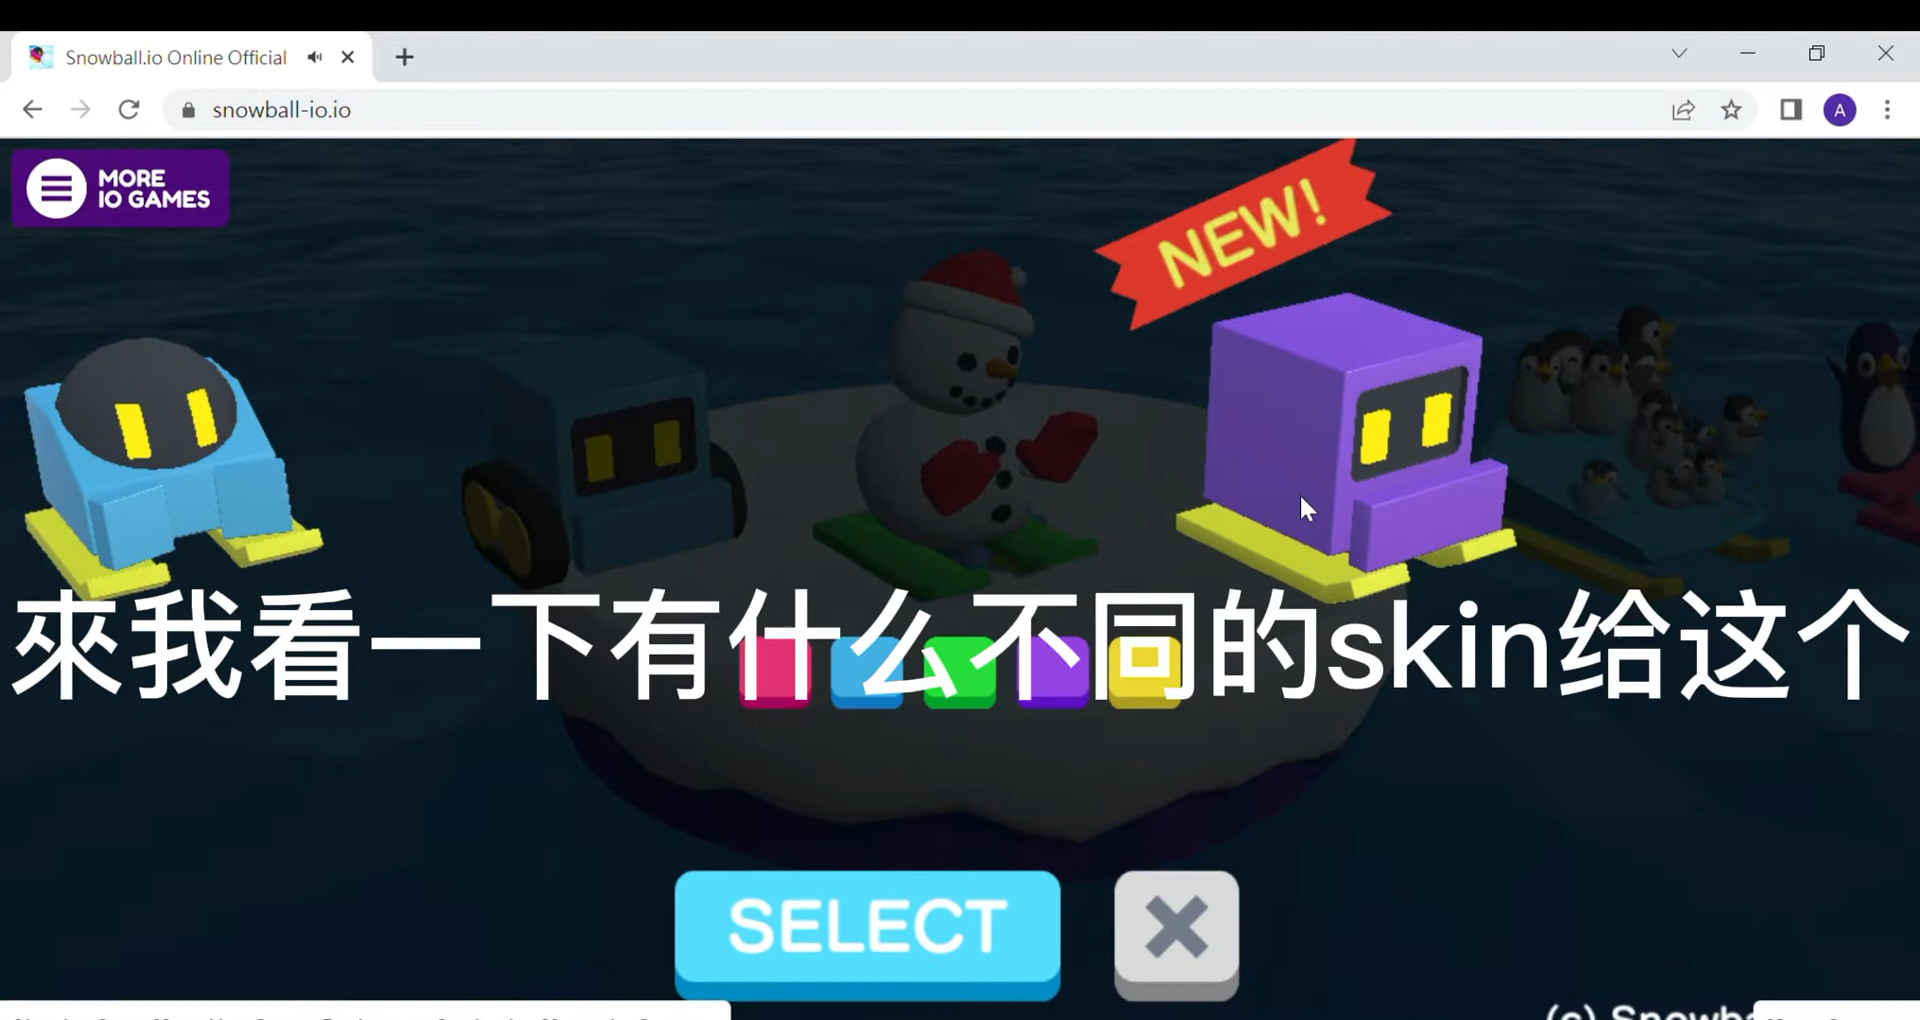 Snowball.io Online Official
snowball-io.io
A
MORE
IO GAMES
NEW!
來我看一下有什么不同的skin给这个
SELECT
(c)